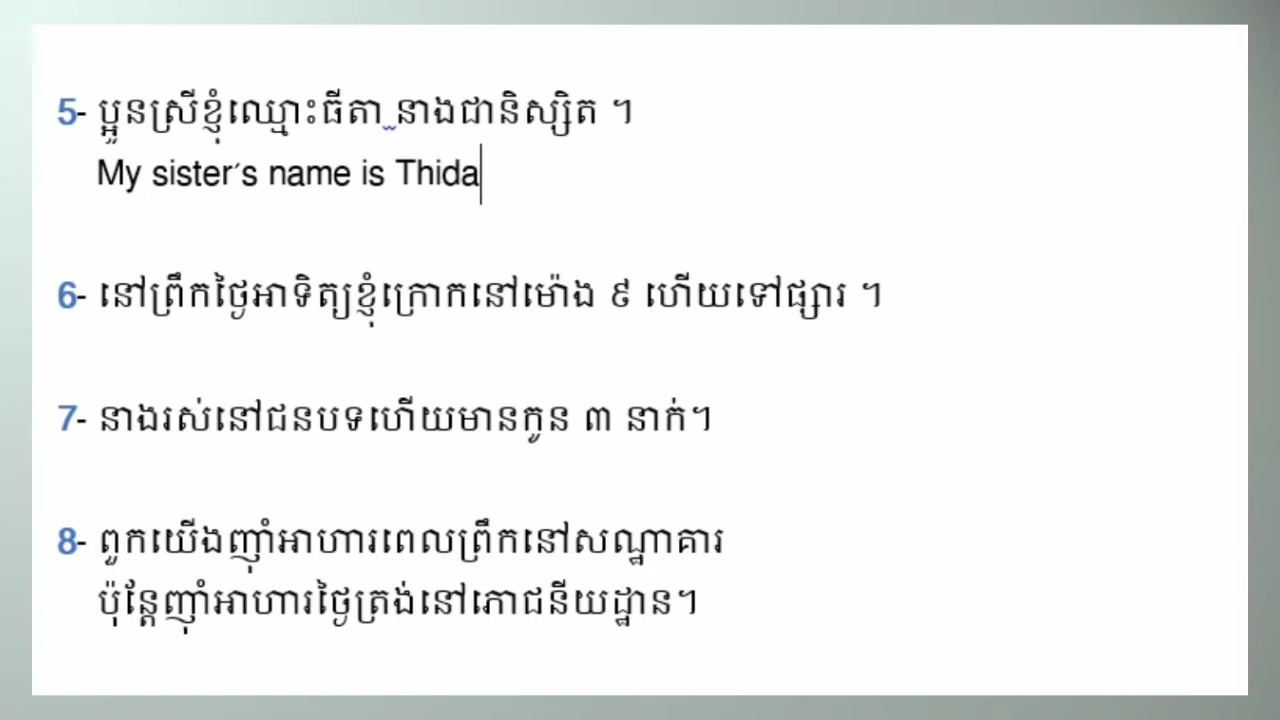 5- ប្អូនស្រីខ្ញុំឈ្មោះធីតា នាងជានិស្សិត ។
My sister's name is Thida
6- នៅព្រឹកថ្ងៃអាទិត្យខ្ញុំក្រោកនៅម៉ោង ៩ ហើយទៅផ្សារ ។
7- នាងរស់នៅជនបទហើយមានកូន ៣ នាក់។
8- ពួកយើងញ៉ាំអាហារពេលព្រឹកនៅសណ្ឋាគារ
ប៉ុន្តែញ៉ាំអាហារថ្ងៃត្រង់នៅភោជនីយដ្ឋាន។